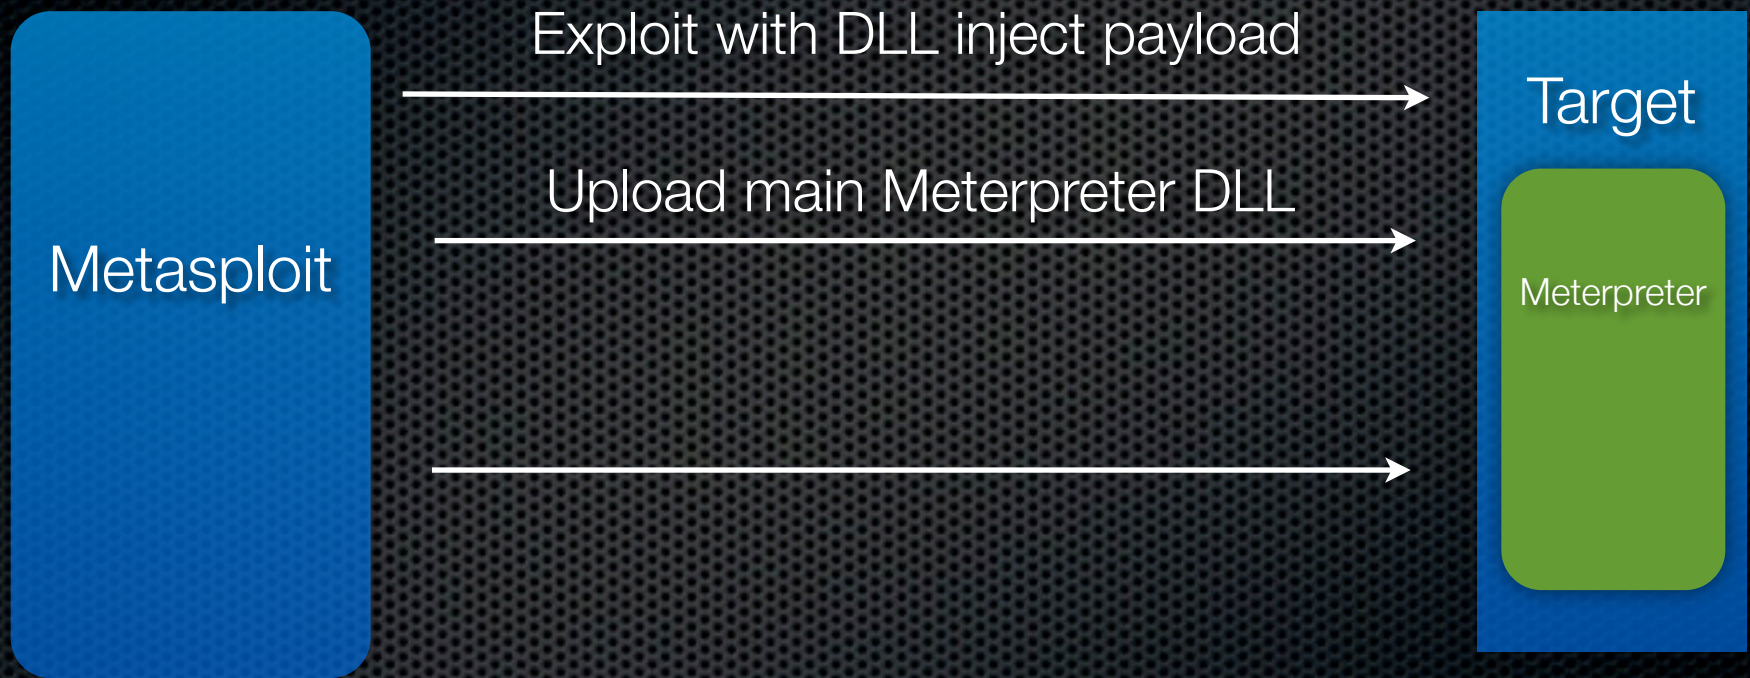 Exploit with DLL inject payload
Target
Upload main Meterpreter DLL
Metasploit
Meterpreter